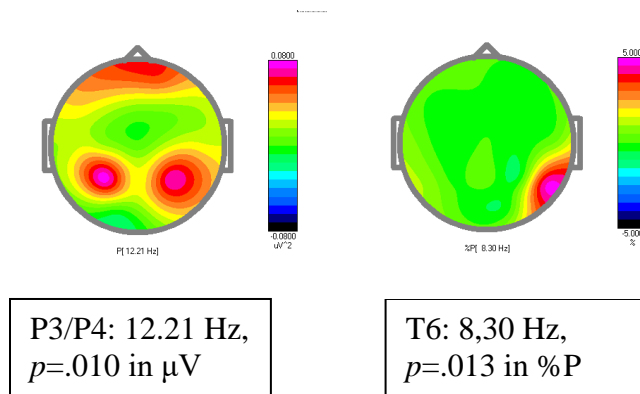 0.0800
-0.0800
uV^2
P[ 12.21 Hz]
5.000
-5.000
%
%P[ 8.30 Hz]
P3/P4: 12.21 Hz,
p=.010 in µV
T6: 8,30 Hz,
p=.013 in %P